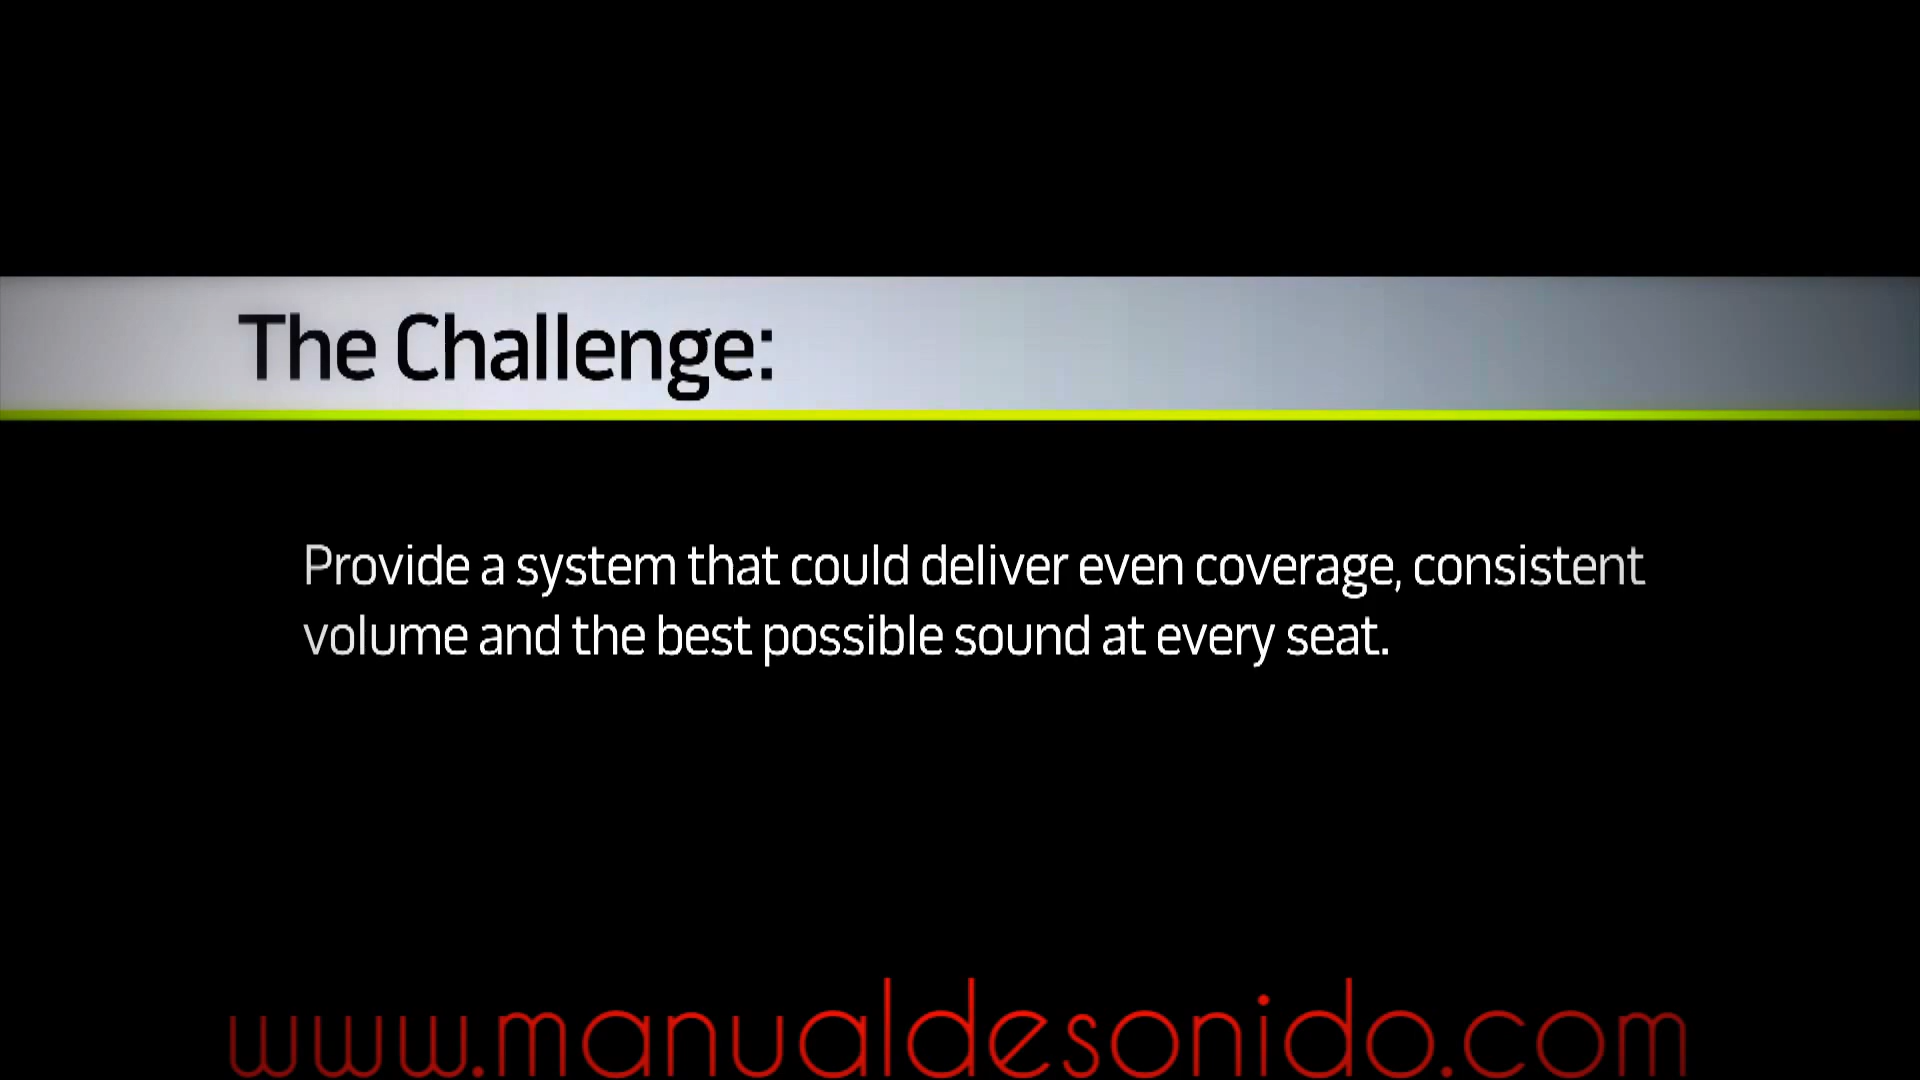 The Challenge:
Provide a system that could deliver even coverage, consistent
volume and the best possible sound at every seat.
www.manualdesonido.com